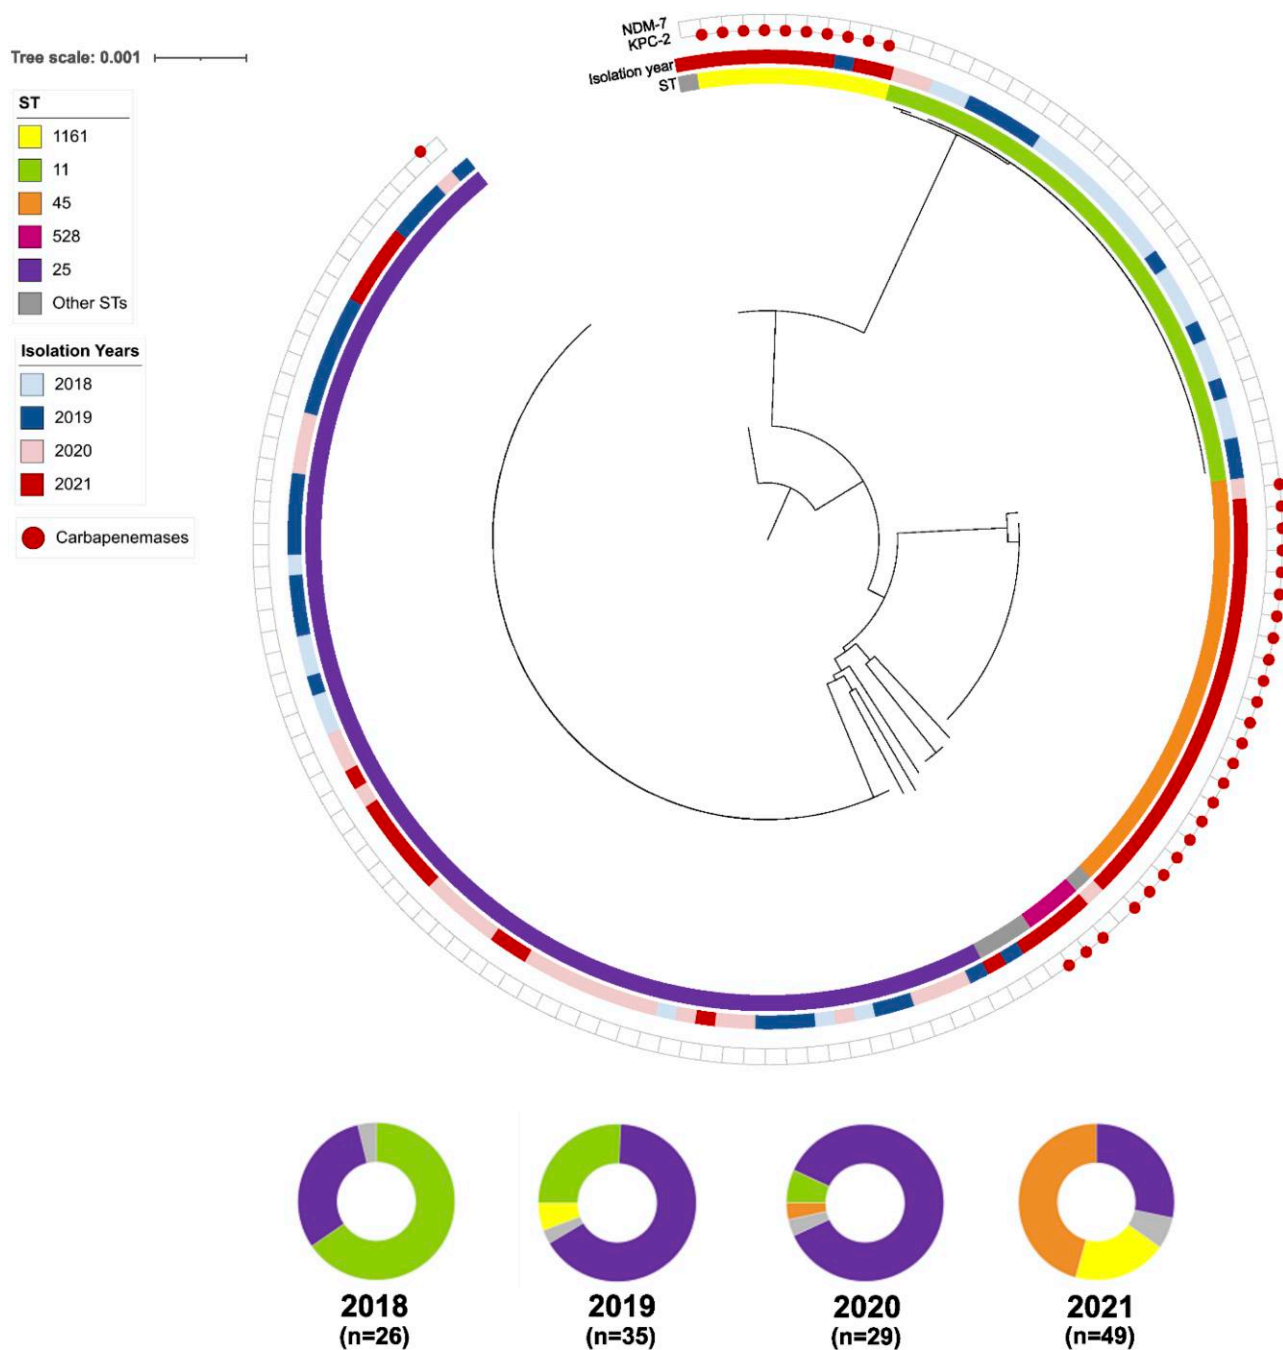 NDM-7
KPC-2
Isolation year
ST
Tree scale: 0.001
ST
1161
11
45
528
25
Other STs
Isolation Years
2018
2019
2020
2021
Carbapenemases
2018
(n=26)
2019
(n=35)
2020
(n=29)
2021
(n=49)